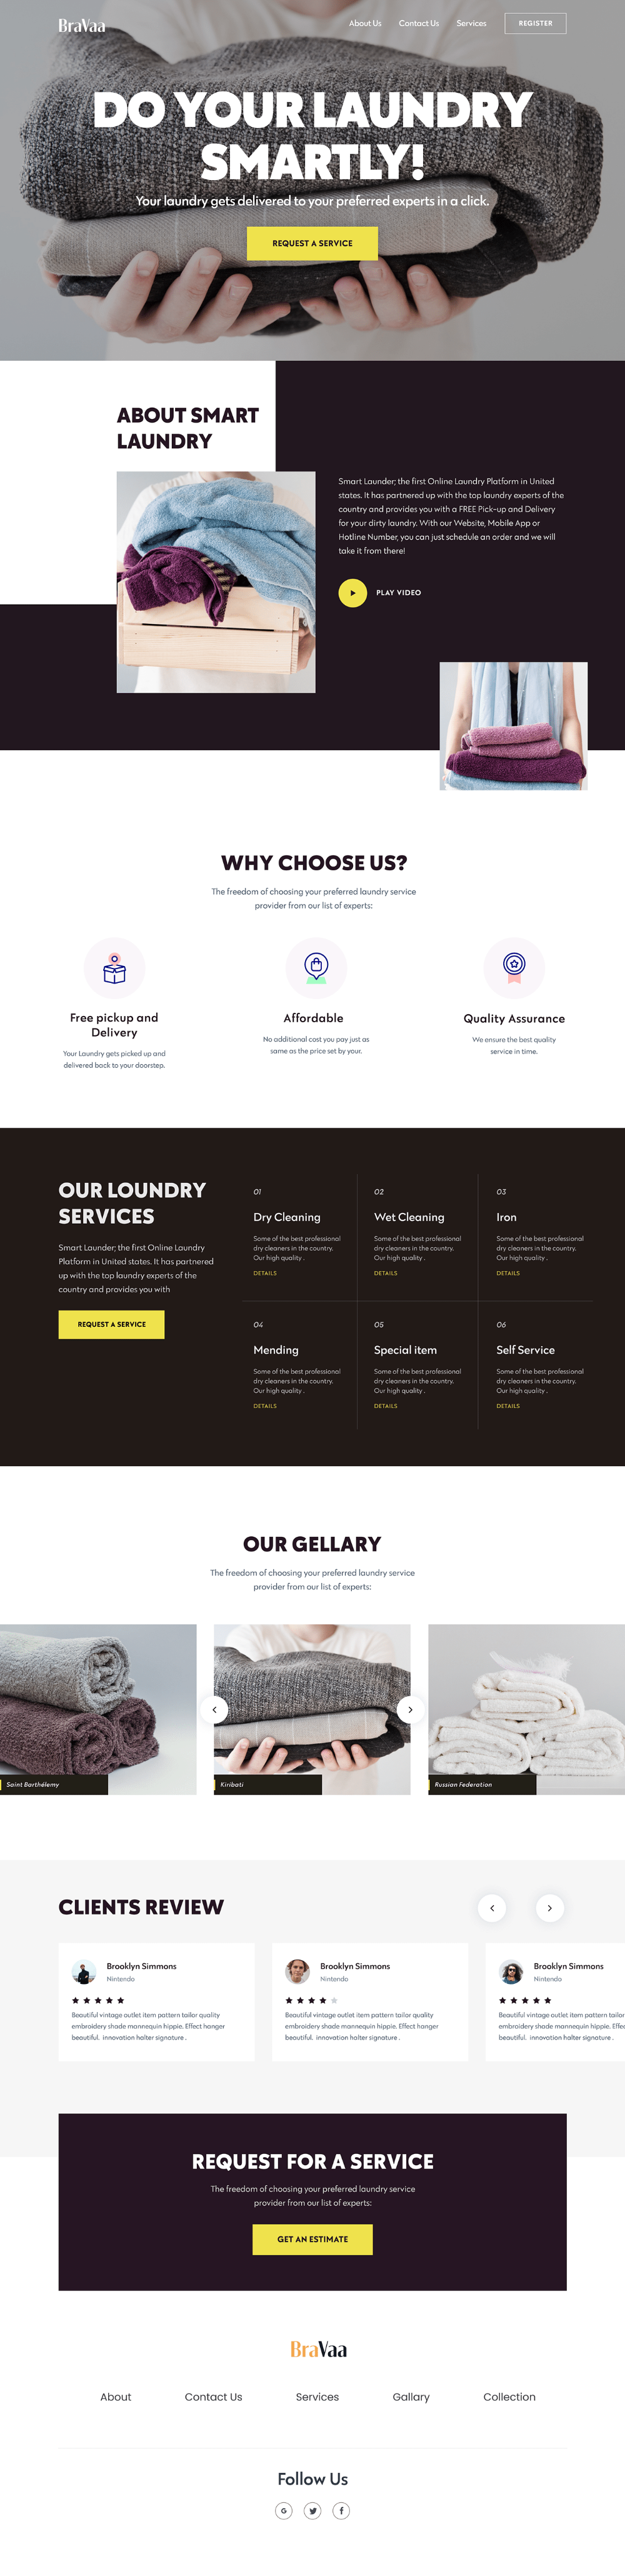 BraVaa
About Us
Contact Us
Services
REGISTER
DO YOUR LAUNDRY
SMARTLY!
Your laundry gets delivered to your preferred experts in a click.
REQUEST A SERVICE
ABOUT SMART
LAUNDRY
Smart Launder; the first Online Laundry Platform in United
states. It has partnered up with the top laundry experts of the
country and provides you with a FREE Pick-up and Delivery
for your dirty laundry. With our Website, Mobile App or
Hotline Number, you can just schedule an order and we will
take it from there!
PLAY VIDEO
WHY CHOOSE US?
The freedom of choosing your preferred laundry service
provider from our list of experts:
Free pickup and
Delivery
Your Laundry gets picked up and
delivered back to your doorstep.
Affordable
No additional cost you pay just as
same as the price set by your.
Quality Assurance
We ensure the best quality
service in time.
OUR LOUNDRY
SERVICES
Smart Launder; the first Online Laundry
Platform in United states. It has partnered
up with the top laundry experts of the
country and provides you with
REQUEST A SERVICE
01
Dry Cleaning
Some of the best professional
dry cleaners in the country.
Our high quality .
DETAILS
02
Wet Cleaning
Some of the best professional
dry cleaners in the country.
Our high quality .
DETAILS
03
Iron
Some of the best professional
dry cleaners in the country.
Our high quality .
DETAILS
04
Mending
Some of the best professional
dry cleaners in the country.
Our high quality .
DETAILS
05
Special item
Some of the best professional
dry cleaners in the country.
Our high quality .
DETAILS
06
Self Service
Some of the best professional
dry cleaners in the country.
Our high quality .
DETAILS
OUR GELLARY
The freedom of choosing your preferred laundry service
provider from our list of experts:
Saint Barthélemy
Kiribati
Russian Federation
CLIENTS REVIEW
Brooklyn Simmons
Nintendo
Beautiful vintage outlet item pattern tailor quality
embroidery shade mannequin hippie. Effect hanger
beautiful. innovation halter signature .
Brooklyn Simmons
Nintendo
Beautiful vintage outlet item pattern tailor quality
embroidery shade mannequin hippie. Effect hanger
beautiful. innovation halter signature .
Brooklyn Simmons
Nintendo
Beautiful vintage outlet item pattern tailor
embroidery shade mannequin hippie.
beautiful. innovation halter signature .
REQUEST FOR A SERVICE
The freedom of choosing your preferred laundry service
provider from our list of experts:
GET AN ESTIMATE
BraVaa
About
Contact Us
Services
Gallary
Collection
Follow Us